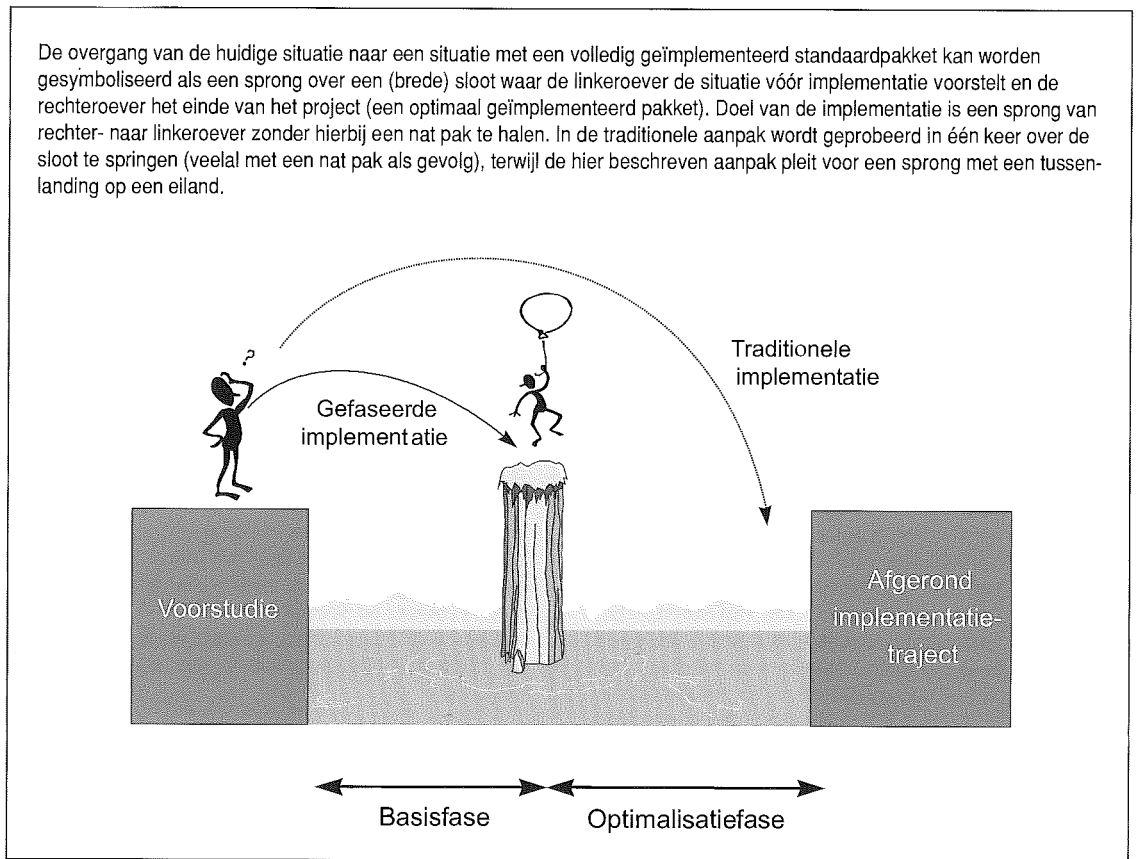 De overgang van de huidige situatie naar een situatie met een volledig geïmplementeerd standaardpakket kan worden
gesymboliseerd als een sprong over een (brede) sloot waar de linkeroever de situatie vóór implementatie voorstelt en de
rechteroever het einde van het project (een optimaal geïmplementeerd pakket). Doel van de implementatie is een sprong van
rechter- naar linkeroever zonder hierbij een nat pak te halen. In de traditionele aanpak wordt geprobeerd in één keer over de
sloot te springen (veelal met een nat pak als gevolg), terwijl de hier beschreven aanpak pleit voor een sprong met een tussen-
landing op een eiland.
?
Gefaseerde
implementatie
Traditionele
implementatie
Voorstudie
Afgerond
implementatie-
traject
Basisfase
Optimalisatiefase